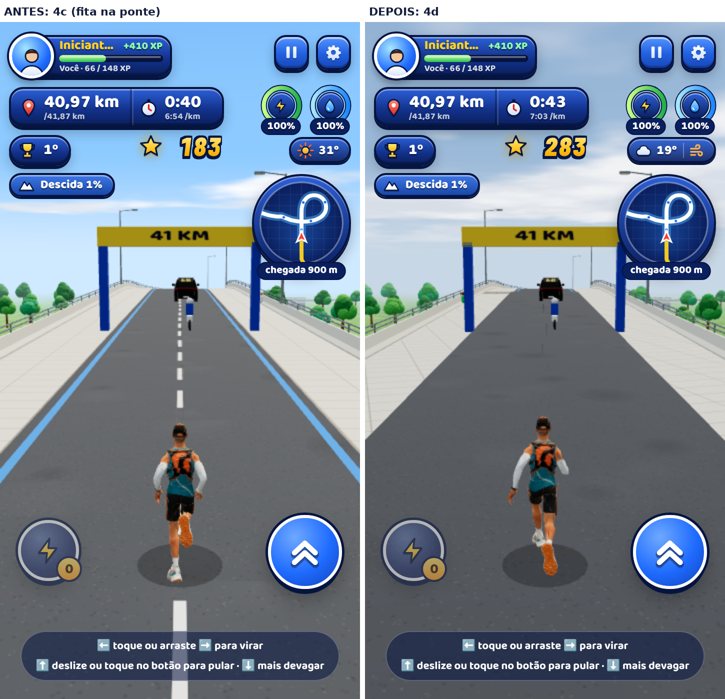 ANTES: 4c (fita na ponte)
Iniciant... +410 XP
Você · 66 / 148 XP
40,97 km
/41,87 km
0:40
6:54 /km
100%
100%
1°
183
31°
Descida 1%
41 KM
chegada 900 m
0
⬅️ toque ou arraste ➡️ para virar
⬆️ deslize ou toque no botão para pular · ⬇️ mais devagar
DEPOIS: 4d
Iniciant... +410 XP
Você · 66 / 148 XP
40,97 km
/41,87 km
0:43
7:03 /km
100%
100%
1°
283
19°
Descida 1%
41 KM
chegada 900 m
0
⬅️ toque ou arraste ➡️ para virar
⬆️ deslize ou toque no botão para pular · ⬇️ mais devagar